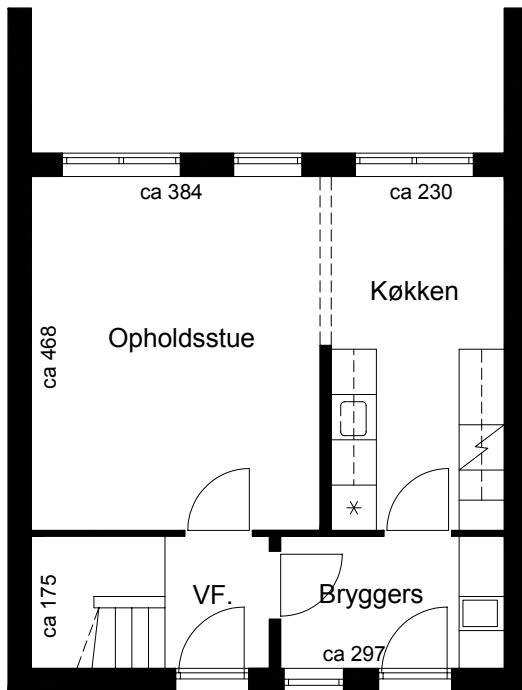 ca 384
ca 230
Køkken
Opholdsstue
ca 468
ca 175
VF.
Bryggers
ca 297